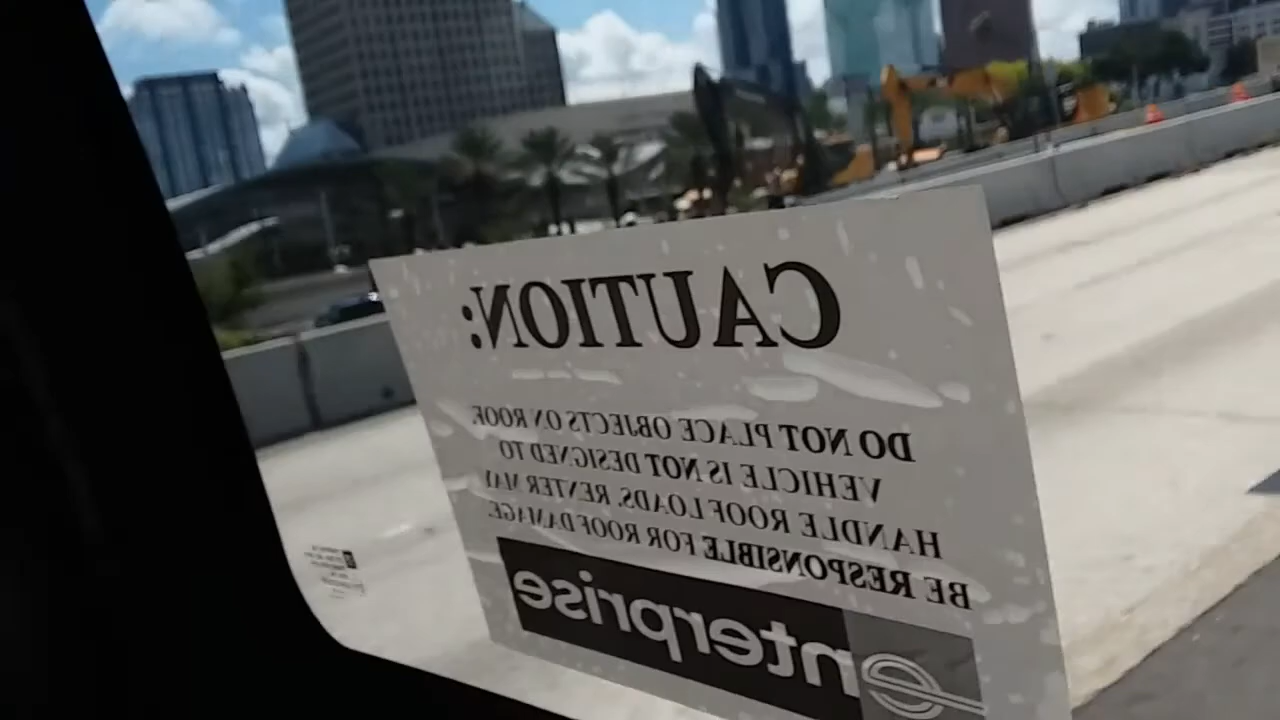 CAUTION:
DO NOT PLACE OBJECTS ON ROOF.
VEHICLE IS NOT DESIGNED TO
HANDLE ROOF LOADS. RENTER MAY
BE RESPONSIBLE FOR ROOF DAMAGE.
enterprise